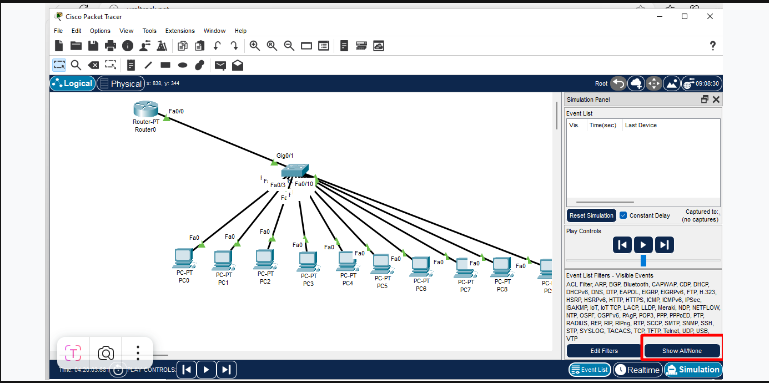 Cisco Packet Tracer
File Edit Options View Tools Extensions Window Help
Logical Physical x: 830, y: 344
Root 09:08:30
Router-PT
Router0
Fa0/0
Gig0/1
Fa0/3
Fa0/10
Fa0 Fa0 Fa0 Fa0 Fa0 Fa0 Fa0 Fa0 Fa0
PC-PT
PC0
PC-PT
PC1
PC-PT
PC2
PC-PT
PC3
PC-PT
PC4
PC-PT
PC5
PC-PT
PC6
PC-PT
PC7
PC-PT
PC8
Simulation Panel
Event List
Vis. Time(sec) Last Device
Reset Simulation Constant Delay
Captured to:
(no captures)
Play Controls
Event List Filters - Visible Events
ACL Filter, ARP, BGP, Bluetooth, CAPWAP, CDP, DHCP,
DHCPv6, DNS, DTP, EAPOL, EIGRP, EIGRPv6, FTP, H.323,
HSRP, HSRPv6, HTTP, HTTPS, ICMP, ICMPv6, IPSec,
ISAKMP, IoT, IoT TCP, LACP, LLDP, Meraki, NDP, NETFLOW,
NTP, OSPF, OSPFv6, PAgP, POP3, PPP, PPPoED, PTP,
RADIUS, REP, RIP, RIPng, RTP, SCCP, SMTP, SNMP, SSH,
STP, SYSLOG, TACACS, TCP, TFTP, Telnet, UDP, USB,
VTP
Edit Filters Show All/None
PLAY CONTROLS:
Event List Realtime Simulation